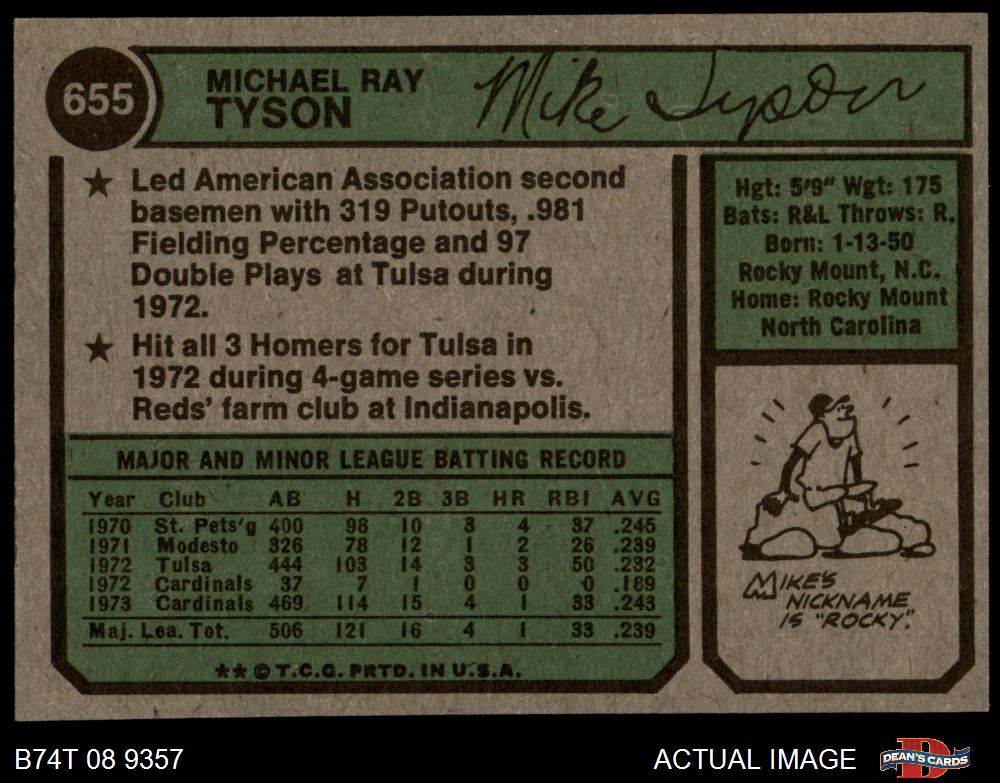 655
MICHAEL RAY
TYSON
Mike Tyson
★ Led American Association second
basemen with 319 Putouts, .981
Fielding Percentage and 97
Double Plays at Tulsa during
1972.
★ Hit all 3 Homers for Tulsa in
1972 during 4-game series vs.
Reds' farm club at Indianapolis.
MAJOR AND MINOR LEAGUE BATTING RECORD
Year Club AB H 2B 3B HR RBI AVG
1970 St. Pets'g 400 98 10 3 4 37 .245
1971 Modesto 326 78 12 1 2 26 .239
1972 Tulsa 444 103 14 3 3 50 .232
1972 Cardinals 37 7 1 0 0 0 .189
1973 Cardinals 469 114 15 4 1 33 .243
Maj. Lea. Tot. 506 121 16 4 1 33 .239
★★ © T.C.G. PRTD. IN U.S.A.
Hgt: 5'9" Wgt: 175
Bats: R&L Throws: R.
Born: 1-13-50
Rocky Mount, N.C.
Home: Rocky Mount
North Carolina
MIKE'S
NICKNAME
IS "ROCKY".
B74T 08 9357
ACTUAL IMAGE
DEAN'S CARDS